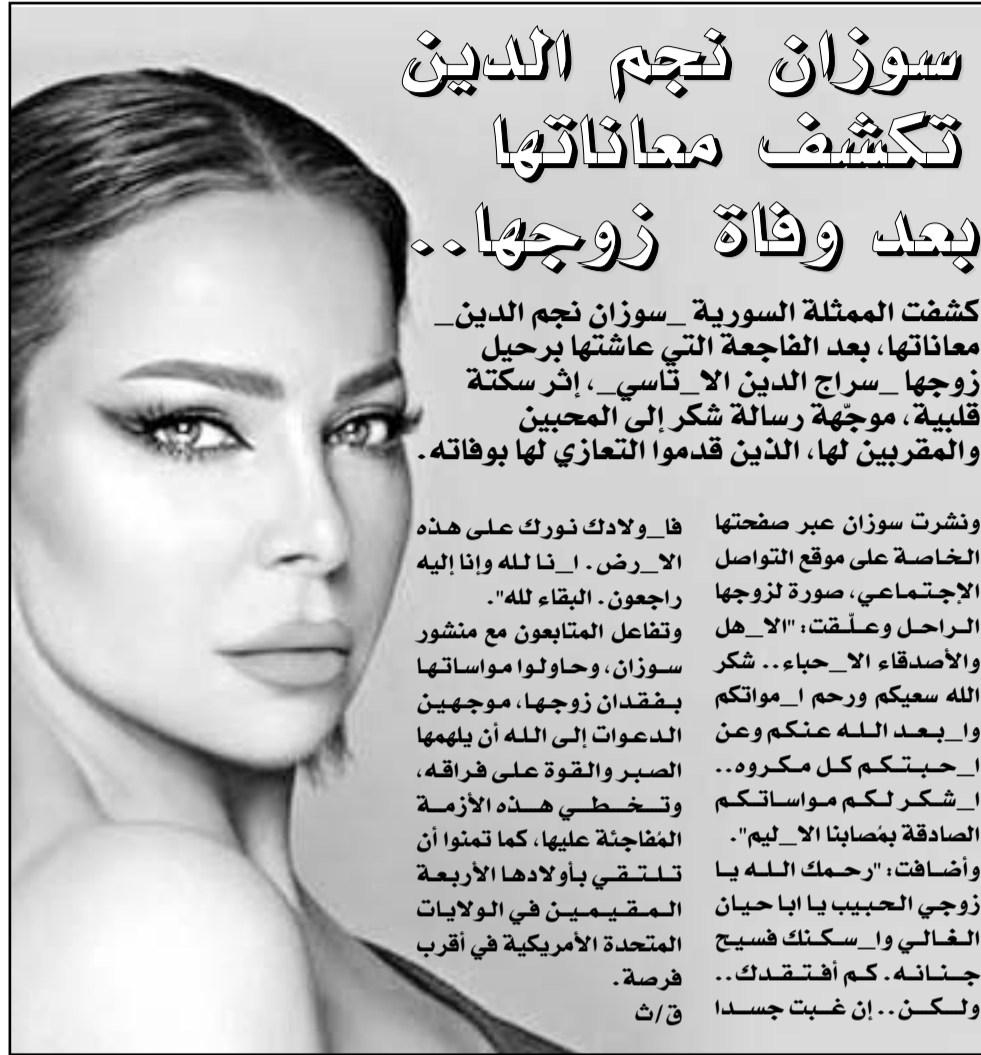 سوزان نجم الدين
تكشف معاناتها
بعد وفاة زوجها..
كشفت الممثلة السورية _سوزان نجم الدين_
معاناتها، بعد الفاجعة التي عاشتها برحيل
زوجها _سراج الدين الا_تاسي_، إثر سكتة
قلبية، موجّهة رسالة شكر إلى المحبين
والمقربين لها، الذين قدموا التعازي لها بوفاته.
ونشرت سوزان عبر صفحتها
الخاصة على موقع التواصل
الإجتماعي، صورة لزوجها
الراحل وعلّقت: "الا_هل
والأصدقاء الا_حباء.. شكر
الله سعيكم ورحم ا_مواتكم
وا_بعد الله عنكم وعن
ا_حبتكم كل مكروه..
ا_شكر لكم مواساتكم
الصادقة بمُصابنا الا_ليم".
وأضافت: "رحمك الله يا
زوجي الحبيب يا ابا حيان
الغالي وا_سكنك فسيح
جنانه. كم أفتقدك..
ولكن.. إن غبت جسدا
فا_ولادك نورك على هذه
الا_رض. ا_نا لله وإنا إليه
راجعون. البقاء لله".
وتفاعل المتابعون مع منشور
سوزان، وحاولوا مواساتها
بفقدان زوجها، موجهين
الدعوات إلى الله أن يلهمها
الصبر والقوة على فراقه،
وتخطي هذه الأزمة
المُفاجئة عليها، كما تمنوا أن
تلتقي بأولادها الأربعة
المقيمين في الولايات
المتحدة الأمريكية في أقرب
فرصة.
ق/ث